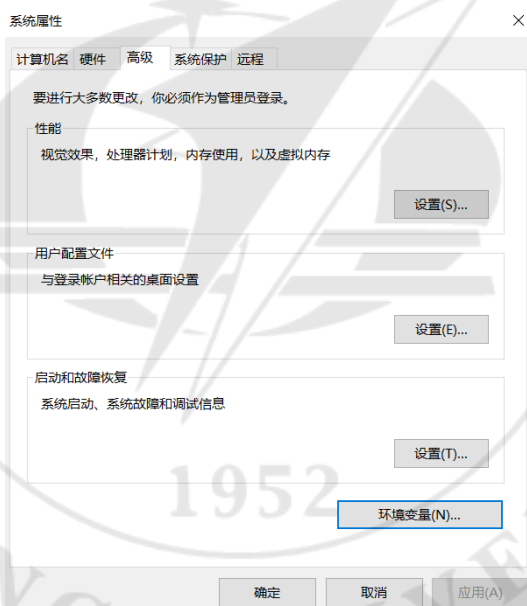 系统属性
计算机名 硬件 高级 系统保护 远程
要进行大多数更改，你必须作为管理员登录。
性能
视觉效果，处理器计划，内存使用，以及虚拟内存
设置(S)...
用户配置文件
与登录帐户相关的桌面设置
设置(E)...
启动和故障恢复
系统启动、系统故障和调试信息
设置(T)...
1952
环境变量(N)...
确定 取消 应用(A)